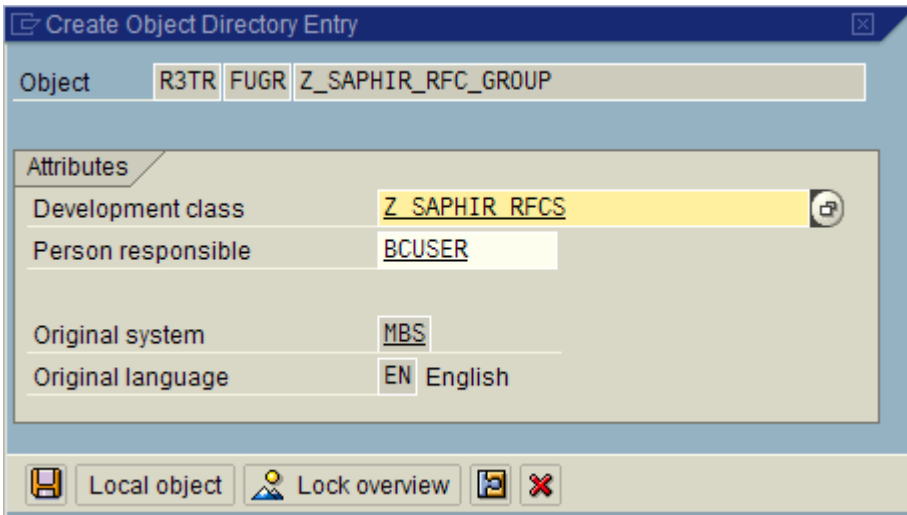 Create Object Directory Entry
Object R3TR FUGR Z_SAPHIR_RFC_GROUP
Attributes
Development class Z_SAPHIR_RFCS
Person responsible BCUSER
Original system MBS
Original language EN English
Local object Lock overview